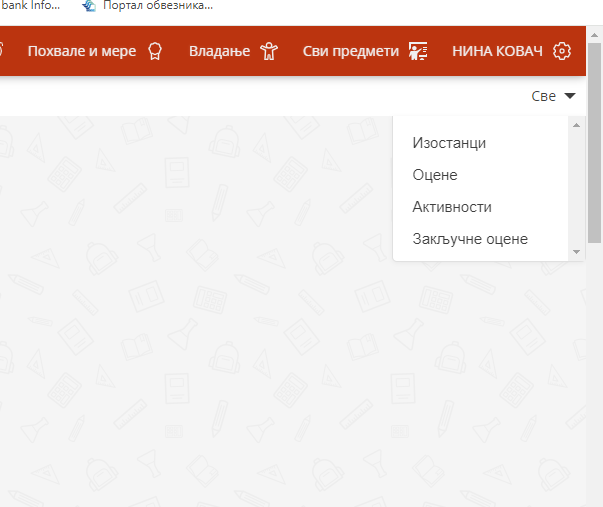 bank Info...
Портал обвезника...
Похвале и мере
Владање
Сви предмети
НИНА КОВАЧ
Све
Изостанци
Оцене
Активности
Закључне оцене